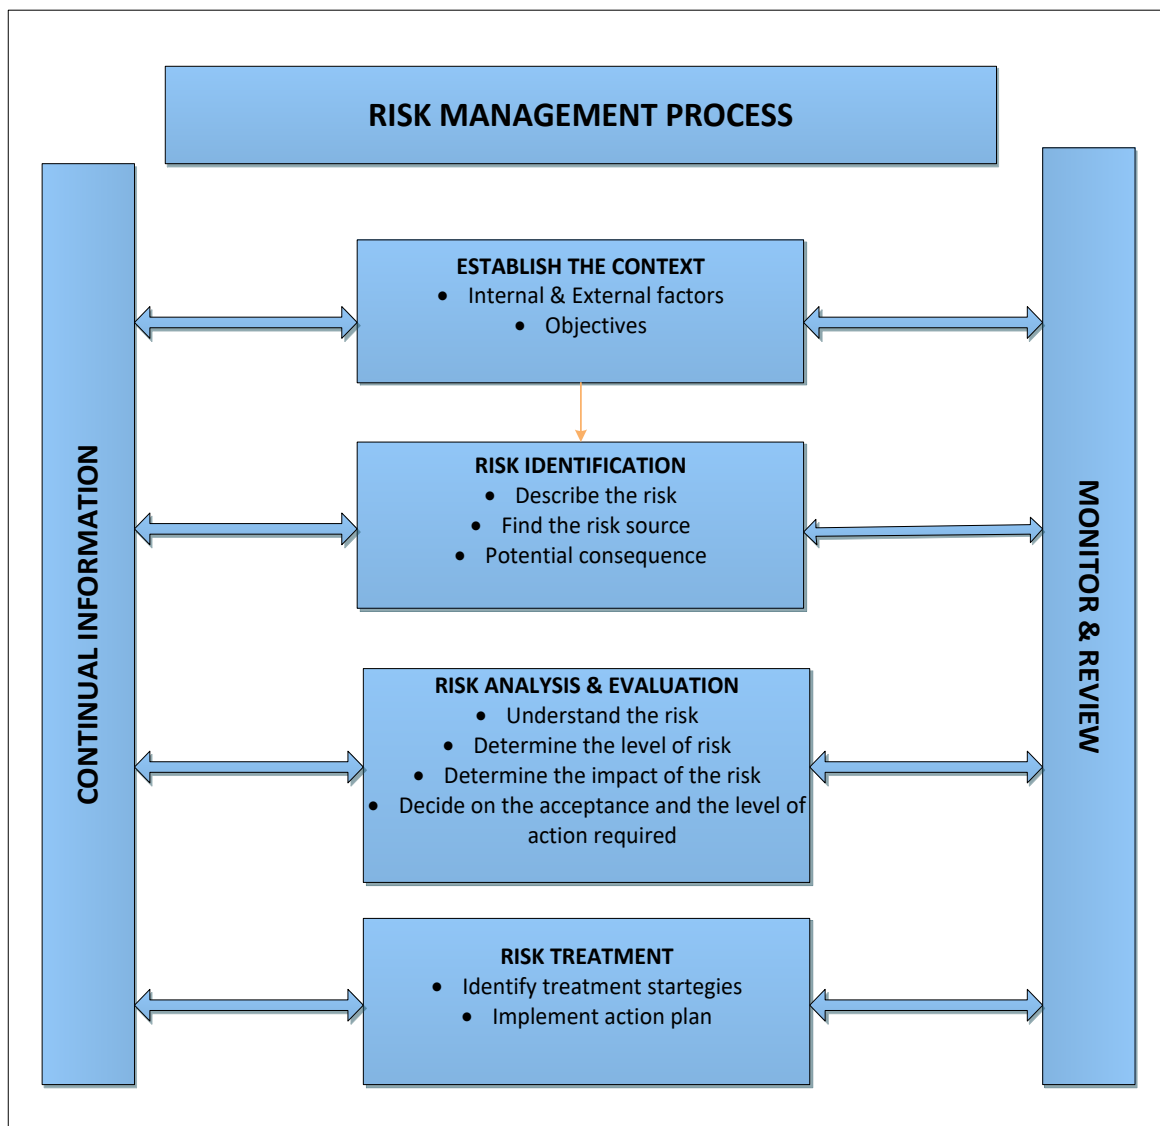 RISK MANAGEMENT PROCESS
CONTINUAL INFORMATION
ESTABLISH THE CONTEXT
• Internal & External factors
• Objectives
RISK IDENTIFICATION
• Describe the risk
• Find the risk source
• Potential consequence
RISK ANALYSIS & EVALUATION
• Understand the risk
• Determine the level of risk
• Determine the impact of the risk
• Decide on the acceptance and the level of
action required
RISK TREATMENT
• Identify treatment startegies
• Implement action plan
MONITOR & REVIEW